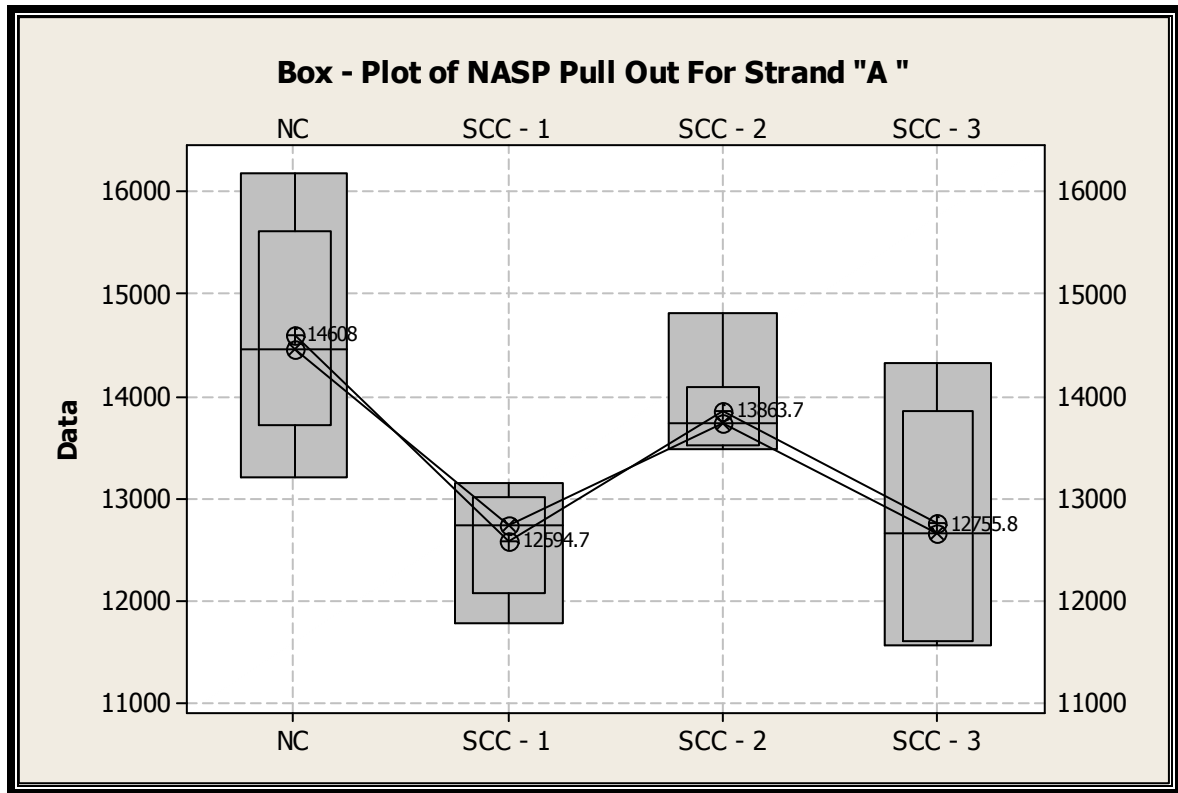 Box - Plot of NASP Pull Out For Strand "A "
NC SCC - 1 SCC - 2 SCC - 3
16000 16000
15000 15000
14608
14000 14000
13863.7
Data
13000 13000
12755.8
12594.7
12000 12000
11000 11000
NC SCC - 1 SCC - 2 SCC - 3